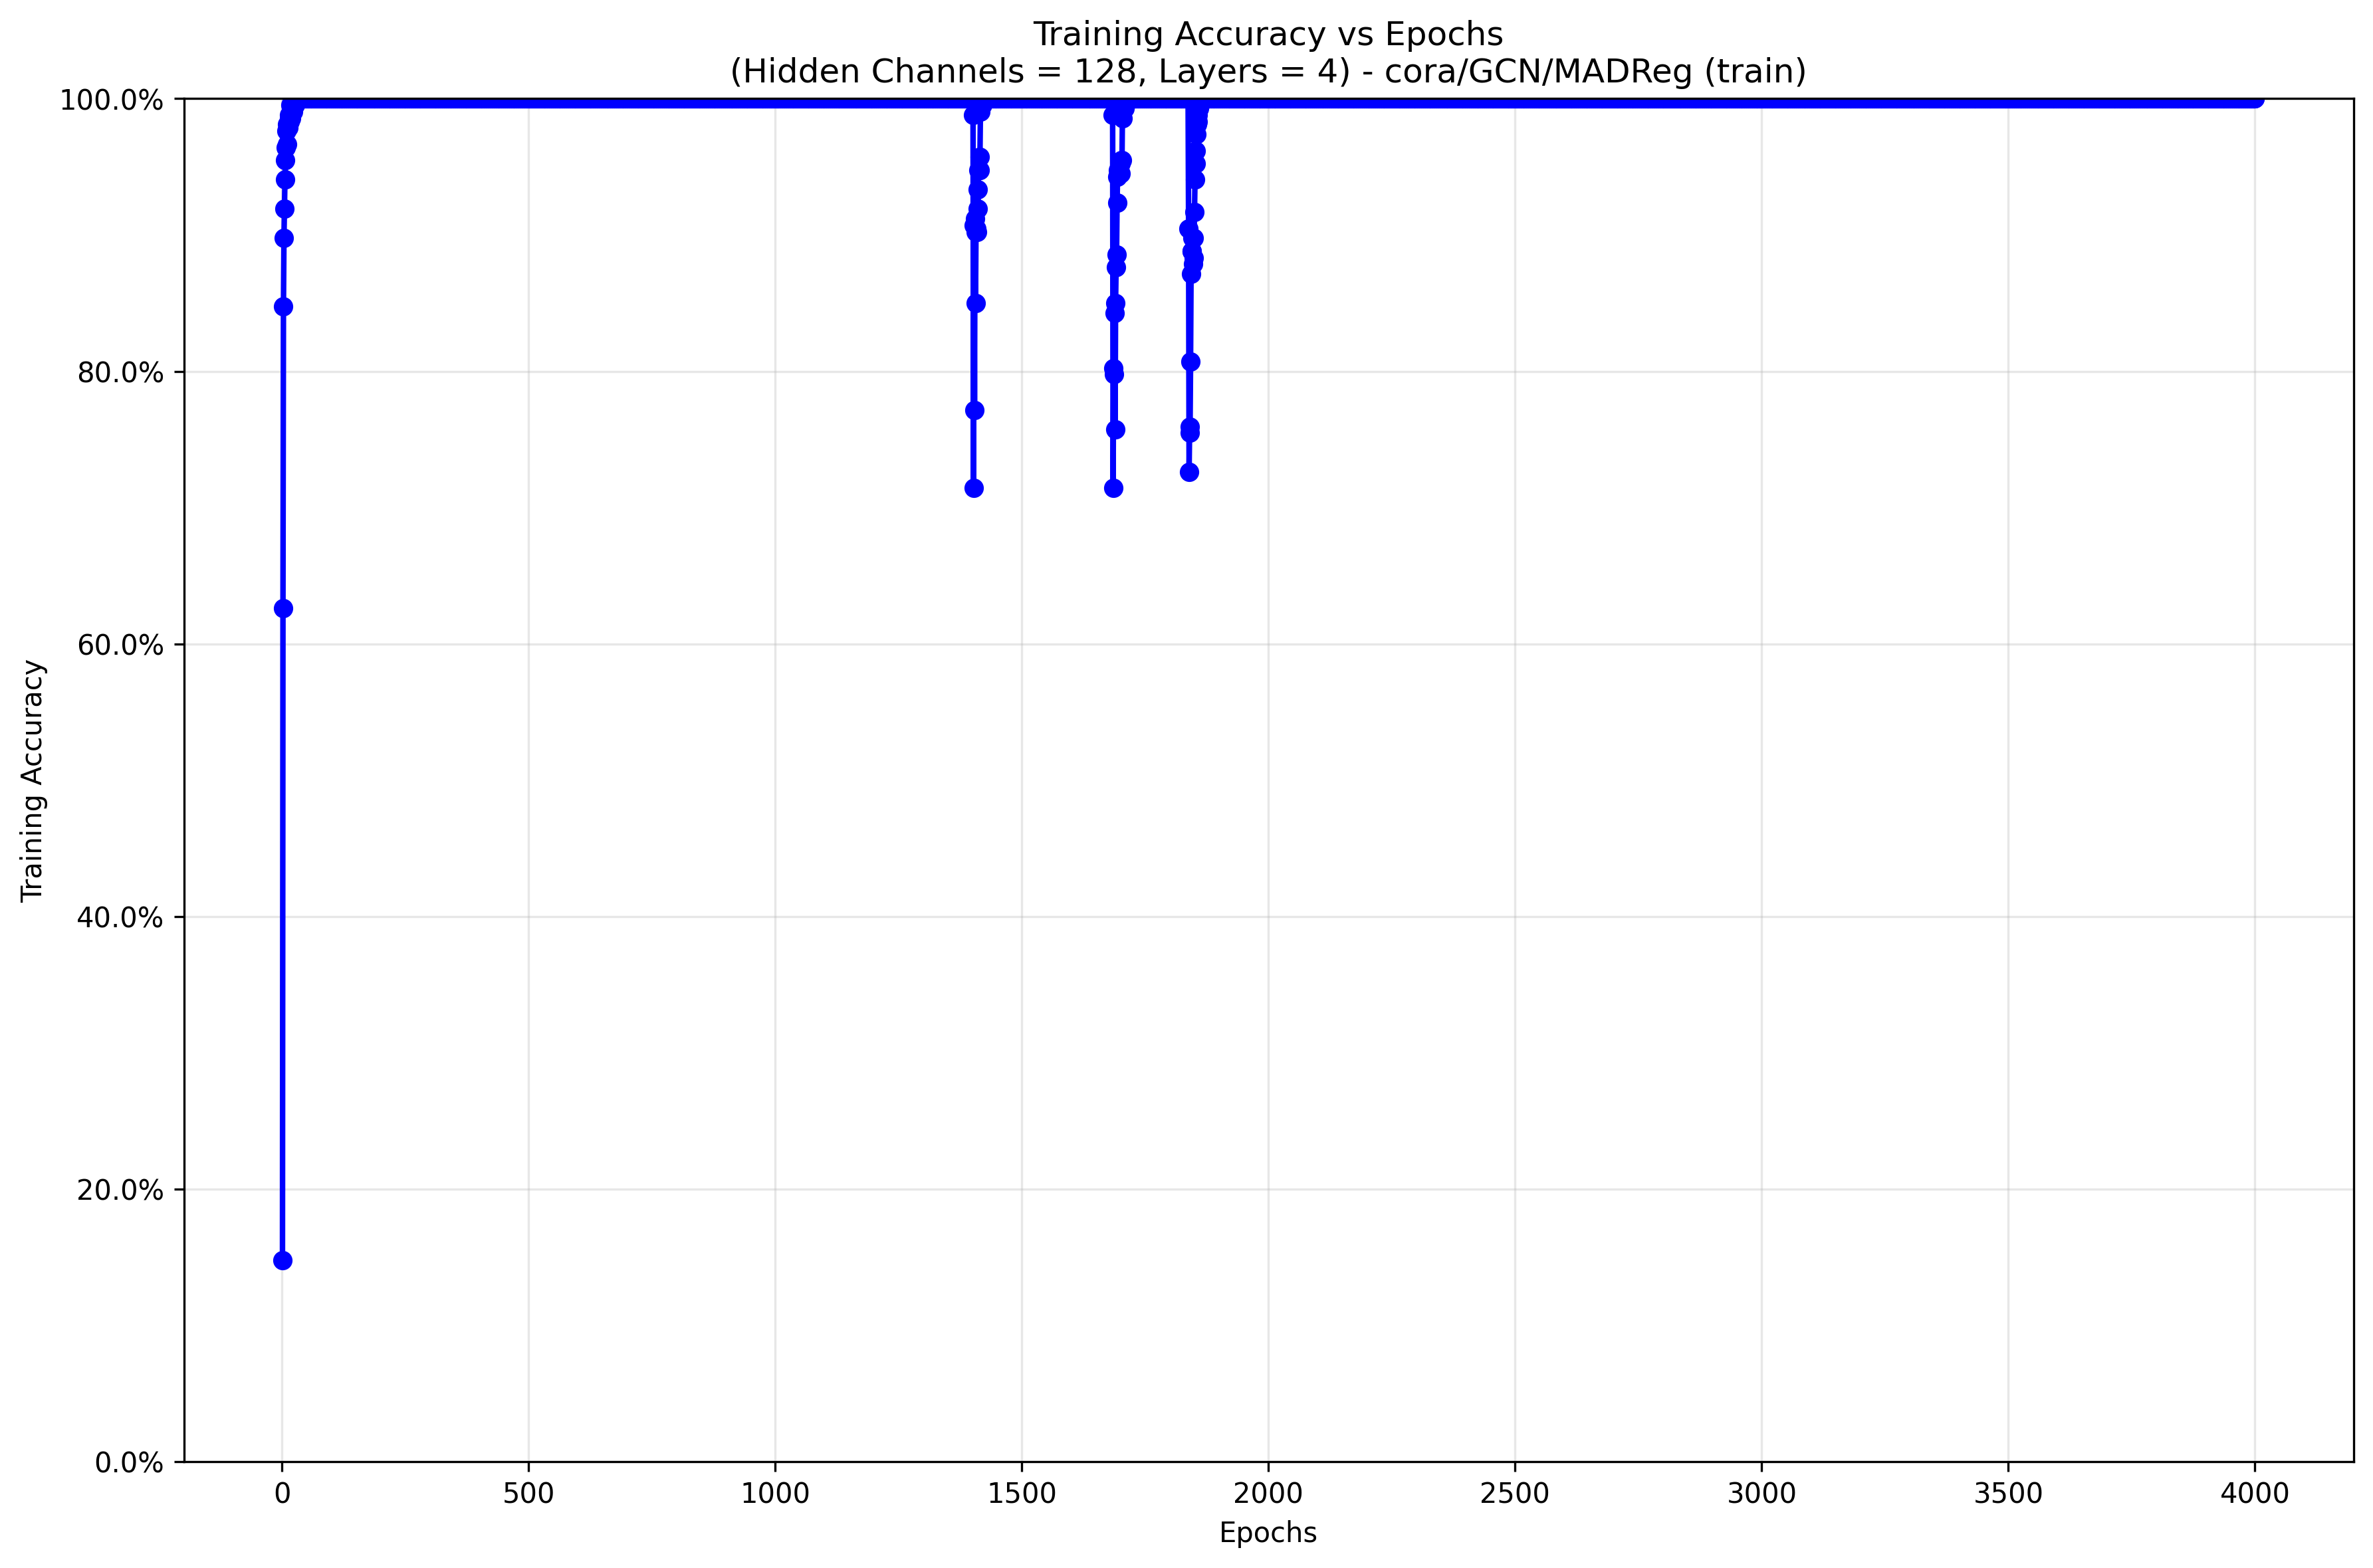 Training Accuracy vs Epochs
(Hidden Channels = 128, Layers = 4) - cora/GCN/MADReg (train)
100.0%
80.0%
60.0%
40.0%
20.0%
0.0%
Training Accuracy
0 500 1000 1500 2000 2500 3000 3500 4000
Epochs